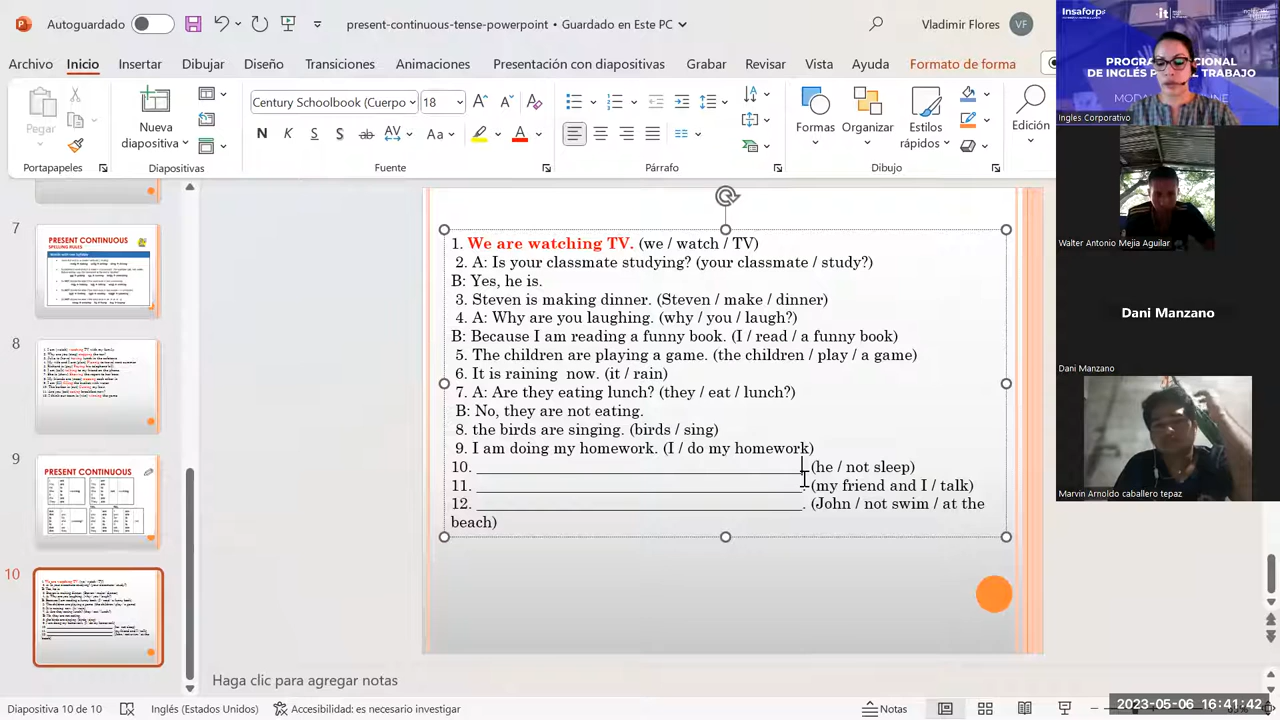 Autoguardado
present-continuous-tense-powerpoint • Guardado en Este PC
Vladimir Flores
VF
Archivo Inicio Insertar Dibujar Diseño Transiciones Animaciones Presentación con diapositivas Grabar Revisar Vista Ayuda Formato de forma
Pegar
Nueva diapositiva
Century Schoolbook (Cuerpo
18
Formas
Organizar
Estilos rápidos
Edición
Portapapeles
Diapositivas
Fuente
Párrafo
Dibujo
7
PRESENT CONTINUOUS
SPELLING RULES
8
9
PRESENT CONTINUOUS
10
1. We are watching TV. (we / watch / TV)
2. A: Is your classmate studying? (your classmate / study?)
B: Yes, he is.
3. Steven is making dinner. (Steven / make / dinner)
4. A: Why are you laughing. (why / you / laugh?)
B: Because I am reading a funny book. (I / read / a funny book)
5. The children are playing a game. (the children / play / a game)
6. It is raining now. (it / rain)
7. A: Are they eating lunch? (they / eat / lunch?)
B: No, they are not eating.
8. the birds are singing. (birds / sing)
9. I am doing my homework. (I / do my homework)
10. ______________________________. (he / not sleep)
11. ______________________________. (my friend and I / talk)
12. ______________________________. (John / not swim / at the
beach)
Haga clic para agregar notas
Diapositiva 10 de 10
Inglés (Estados Unidos)
Accesibilidad: es necesario investigar
Notas
2023-05-06 16:41:42
Insaforp
DE INGLÉS
TRABAJO
Ingles Corporativo
Walter Antonio Mejia Aguilar
Dani Manzano
Dani Manzano
Marvin Arnoldo caballero tepaz